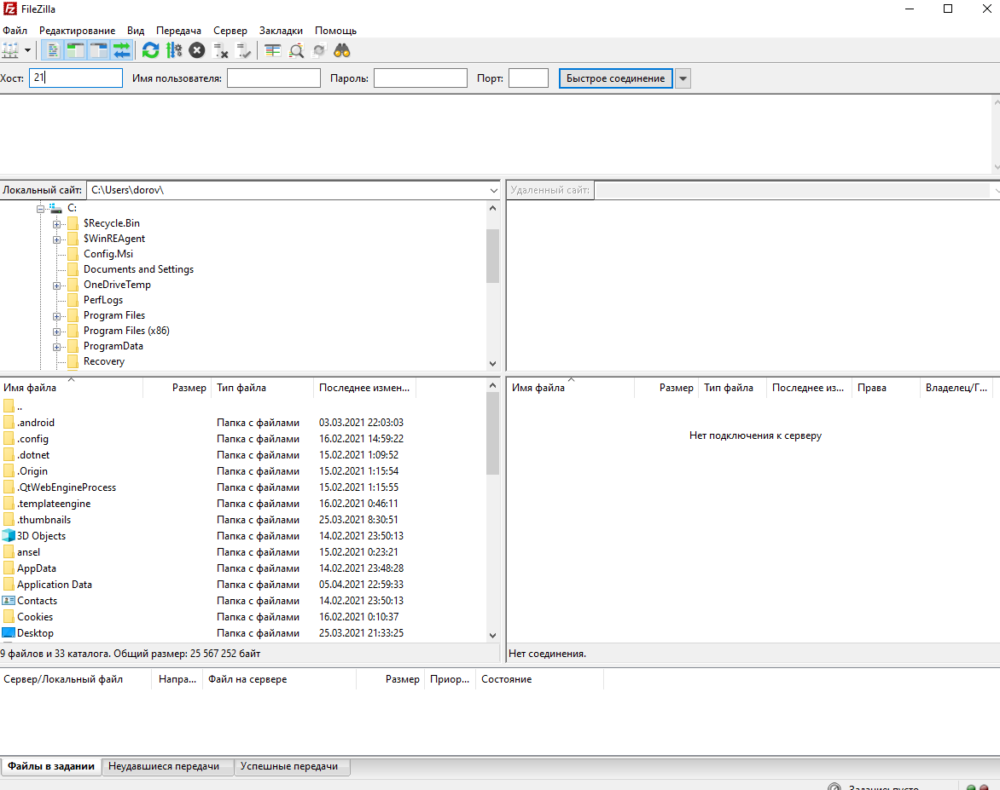 FileZilla
Файл Редактирование Вид Передача Сервер Закладки Помощь
Хост: 21 Имя пользователя: Пароль: Порт: Быстрое соединение
Локальный сайт: C:\Users\dorov\
Удаленный сайт:
C:
$Recycle.Bin
$WinREAgent
Config.Msi
Documents and Settings
OneDriveTemp
PerfLogs
Program Files
Program Files (x86)
ProgramData
Recovery
Имя файла Размер Тип файла Последнее измен...
..
.android Папка с файлами 03.03.2021 22:03:03
.config Папка с файлами 16.02.2021 14:59:22
.dotnet Папка с файлами 15.02.2021 1:09:52
.Origin Папка с файлами 15.02.2021 1:15:54
.QtWebEngineProcess Папка с файлами 15.02.2021 1:15:55
.templateengine Папка с файлами 16.02.2021 0:46:11
.thumbnails Папка с файлами 25.03.2021 8:30:51
3D Objects Папка с файлами 14.02.2021 23:50:13
ansel Папка с файлами 15.02.2021 0:23:21
AppData Папка с файлами 14.02.2021 23:48:28
Application Data Папка с файлами 05.04.2021 22:59:33
Contacts Папка с файлами 14.02.2021 23:50:13
Cookies Папка с файлами 16.02.2021 0:10:37
Desktop Папка с файлами 25.03.2021 21:33:25
9 файлов и 33 каталога. Общий размер: 25 567 252 байт
Имя файла Размер Тип файла Последнее из... Права Владелец/Г...
Нет подключения к серверу
Нет соединения.
Сервер/Локальный файл Напра... Файл на сервере Размер Приор... Состояние
Файлы в задании Неудавшиеся передачи Успешные передачи
Задание: пусто